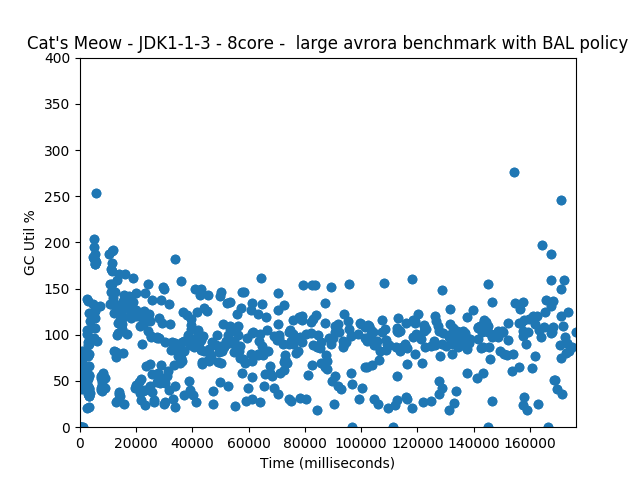 Cat's Meow - JDK1-1-3 - 8core -  large avrora benchmark with BAL policy
400
350
300
250
200
150
100
50
0
GC Util %
0 20000 40000 60000 80000 100000 120000 140000 160000
Time (milliseconds)